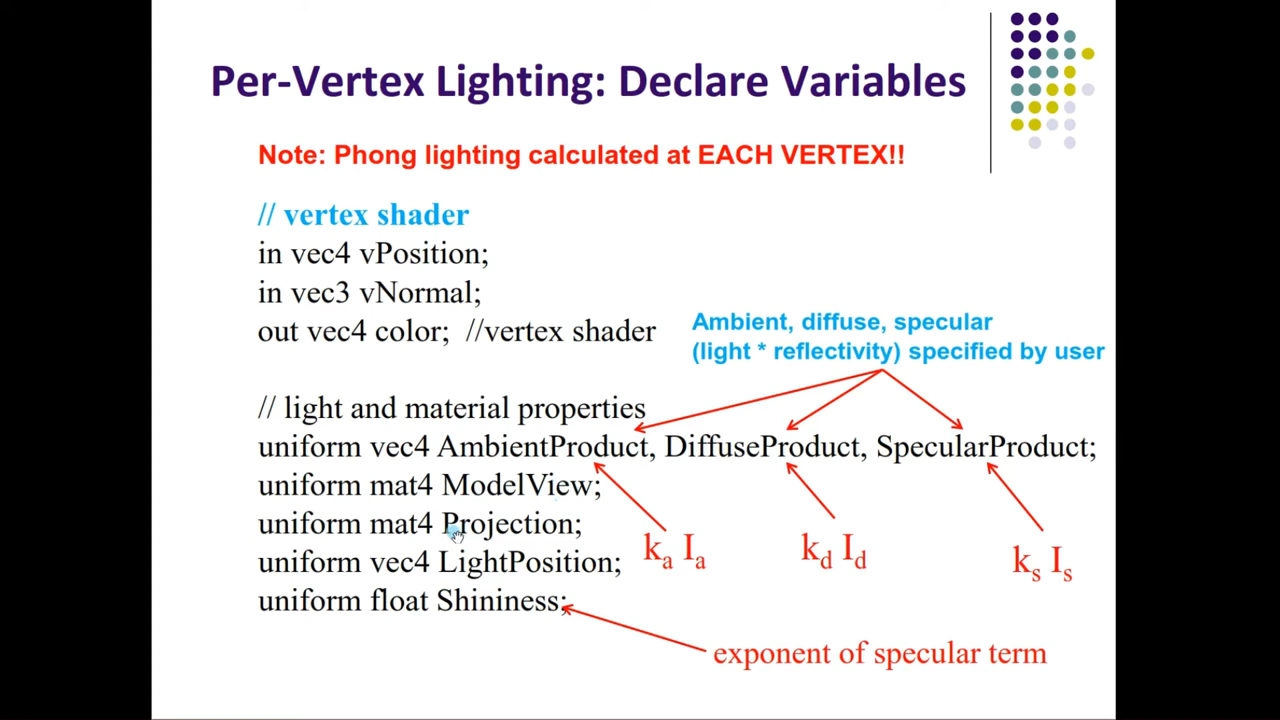 Per-Vertex Lighting: Declare Variables
Note: Phong lighting calculated at EACH VERTEX!!
// vertex shader
in vec4 vPosition;
in vec3 vNormal;
out vec4 color;  //vertex shader
Ambient, diffuse, specular
(light * reflectivity) specified by user
// light and material properties
uniform vec4 AmbientProduct, DiffuseProduct, SpecularProduct;
uniform mat4 ModelView;
uniform mat4 Projection;
uniform vec4 LightPosition;
ka Ia
kd Id
ks Is
uniform float Shininess;
exponent of specular term